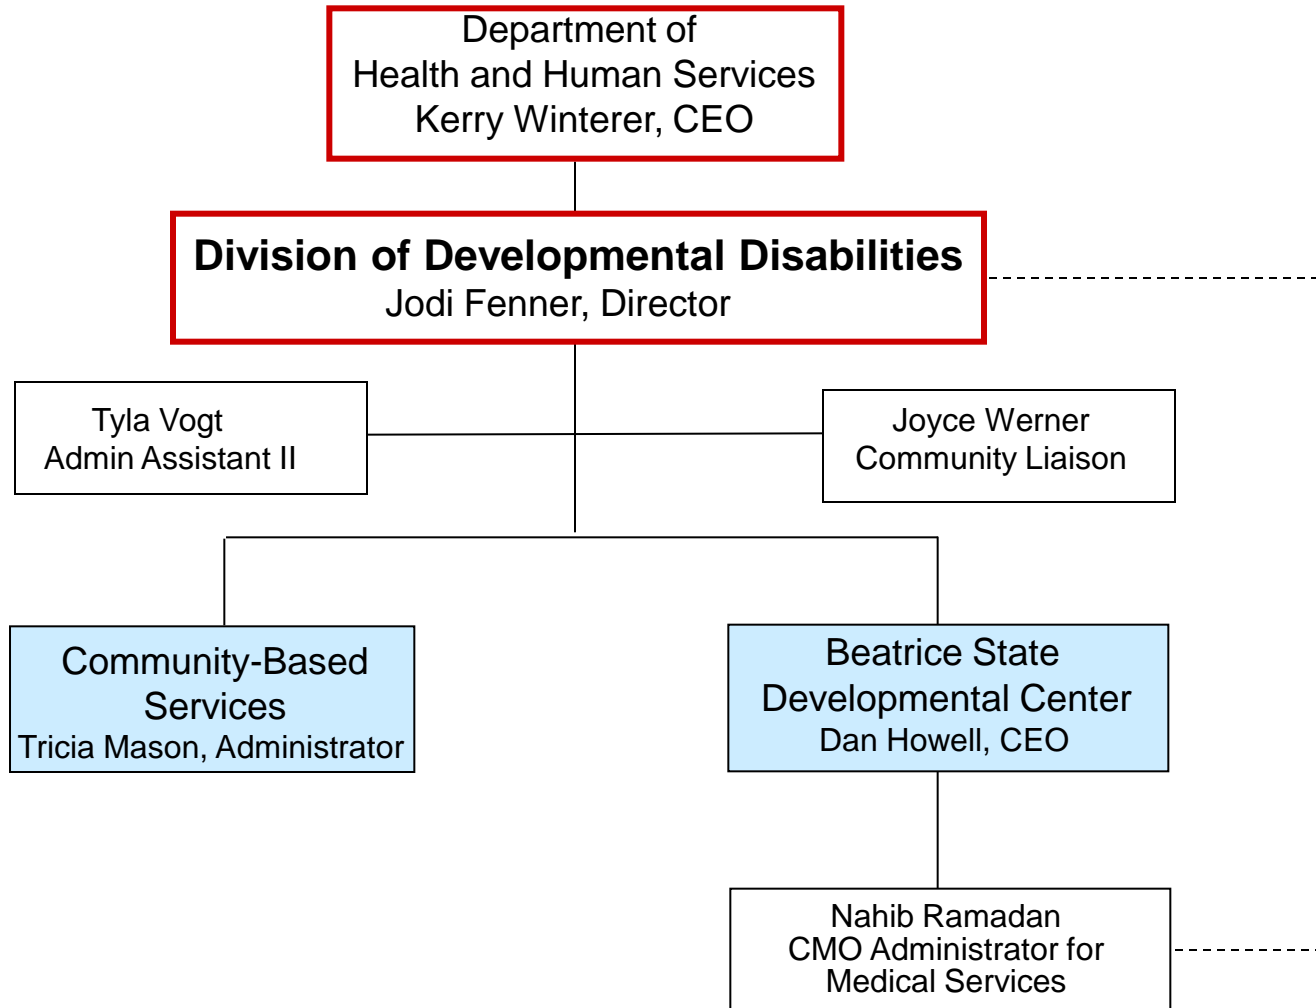 Department of
Health and Human Services
Kerry Winterer, CEO
Division of Developmental Disabilities
Jodi Fenner, Director
Tyla Vogt
Admin Assistant II
Joyce Werner
Community Liaison
Community-Based
Services
Tricia Mason, Administrator
Beatrice State
Developmental Center
Dan Howell, CEO
Nahib Ramadan
CMO Administrator for
Medical Services